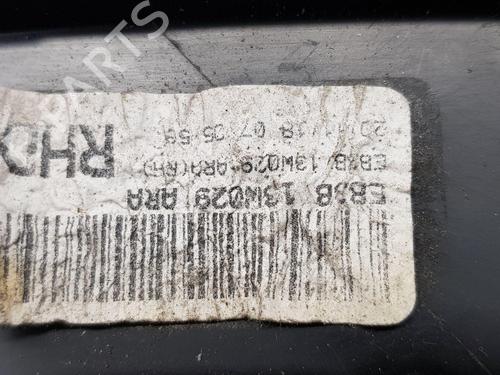 EB3B 13W029 ARA
EB3B 13W029 ARA(RH)
RH
PARTS